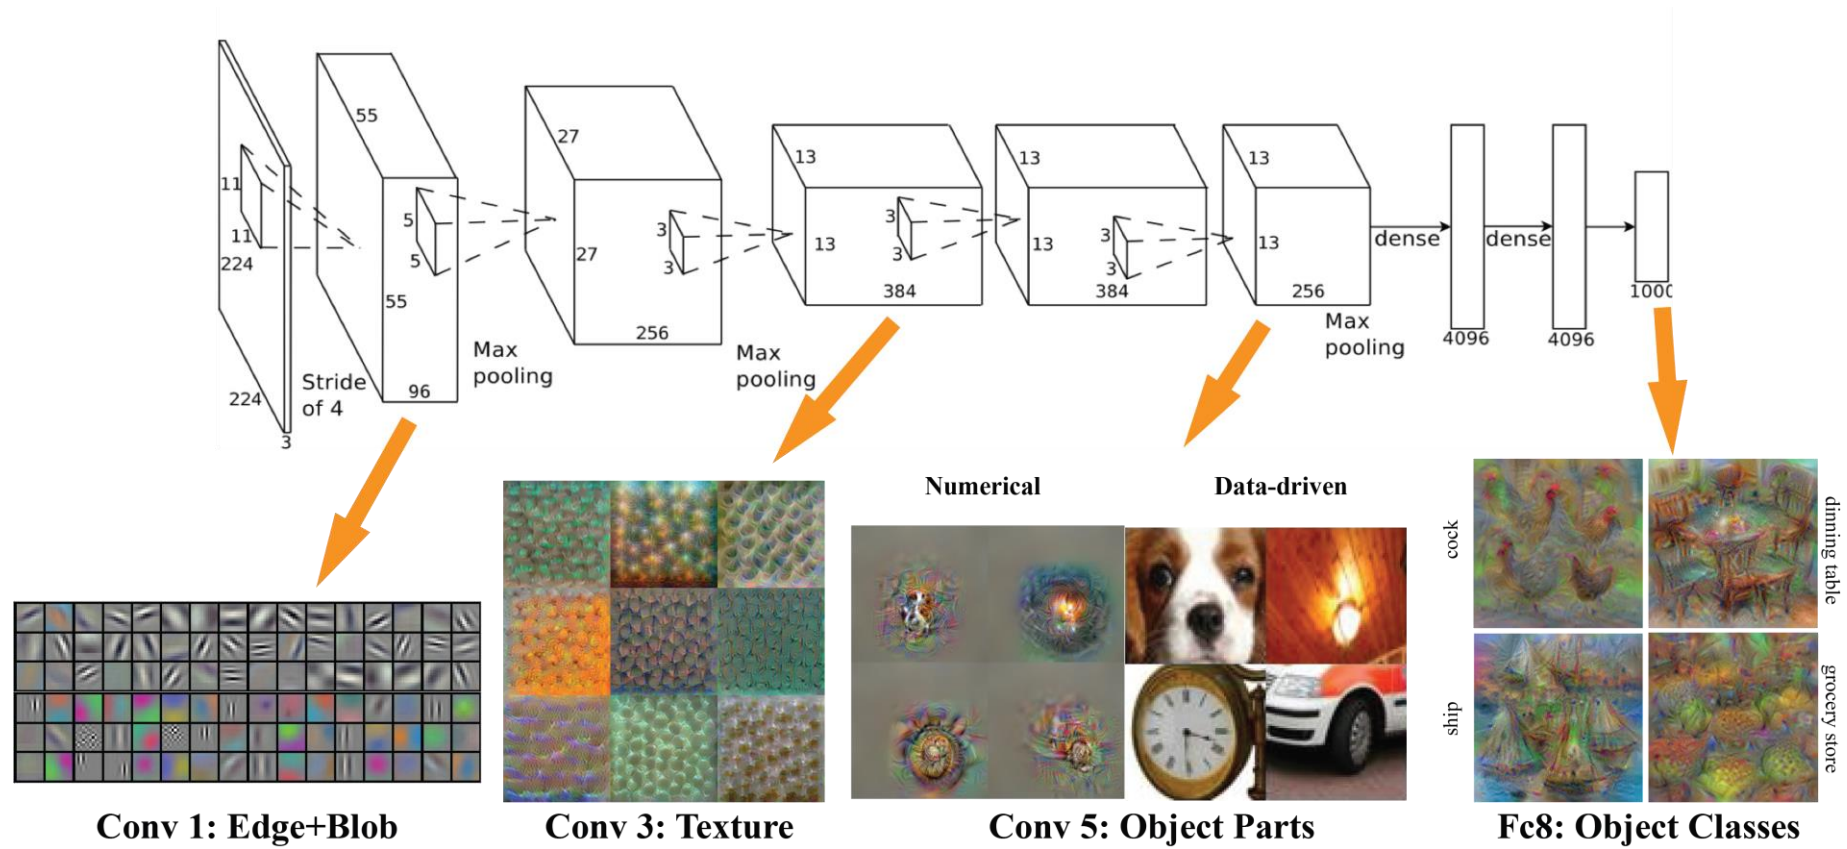 55
27
13
13
13
11
5
3
3
3
11
5
3
3
3
224
55
27
13
13
13
dense
dense
96
256
384
384
256
1000
4096
4096
224
3
Stride
of 4
Max
pooling
Max
pooling
Max
pooling
Numerical
Data-driven
cock
dinning table
ship
grocery store
Conv 1: Edge+Blob
Conv 3: Texture
Conv 5: Object Parts
Fc8: Object Classes